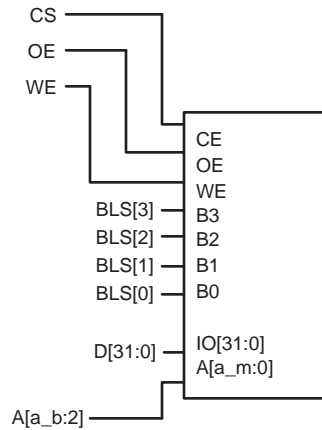 CS
OE
WE
CE
OE
WE
BLS[3] B3
BLS[2] B2
BLS[1] B1
BLS[0] B0
D[31:0] IO[31:0]
A[a_m:0]
A[a_b:2]